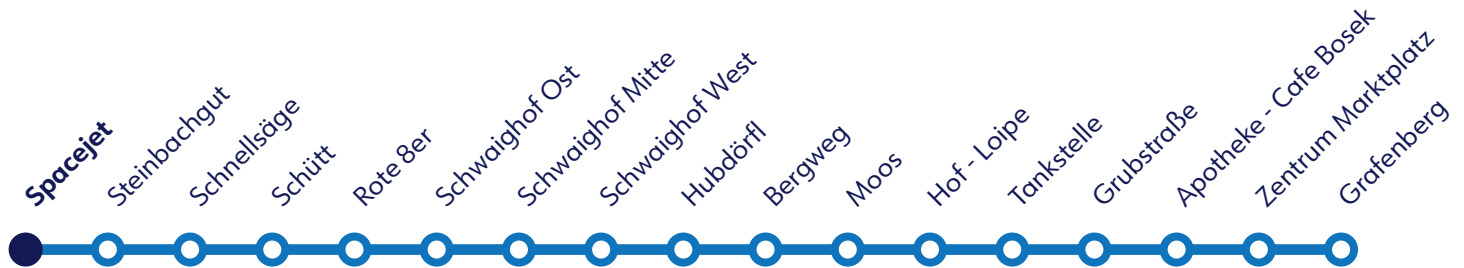 Spacejet
Steinbachgut
Schnellsäge
Schütt
Rote 8er
Schwaighof Ost
Schwaighof Mitte
Schwaighof West
Hubdörfl
Bergweg
Moos
Hof - Loipe
Tankstelle
Grubstraße
Apotheke - Cafe Bosek
Zentrum Marktplatz
Grafenberg